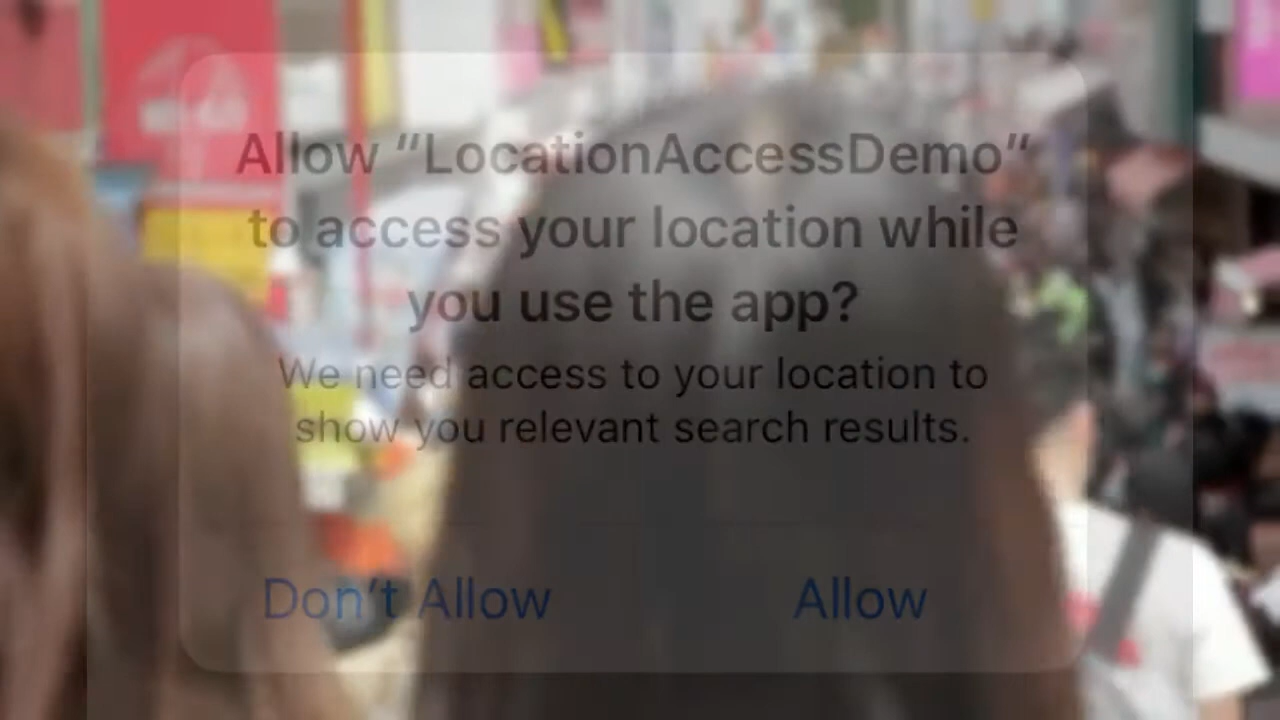 Allow “LocationAccessDemo”
to access your location while
you use the app?
We need access to your location to
show you relevant search results.
Don’t Allow
Allow